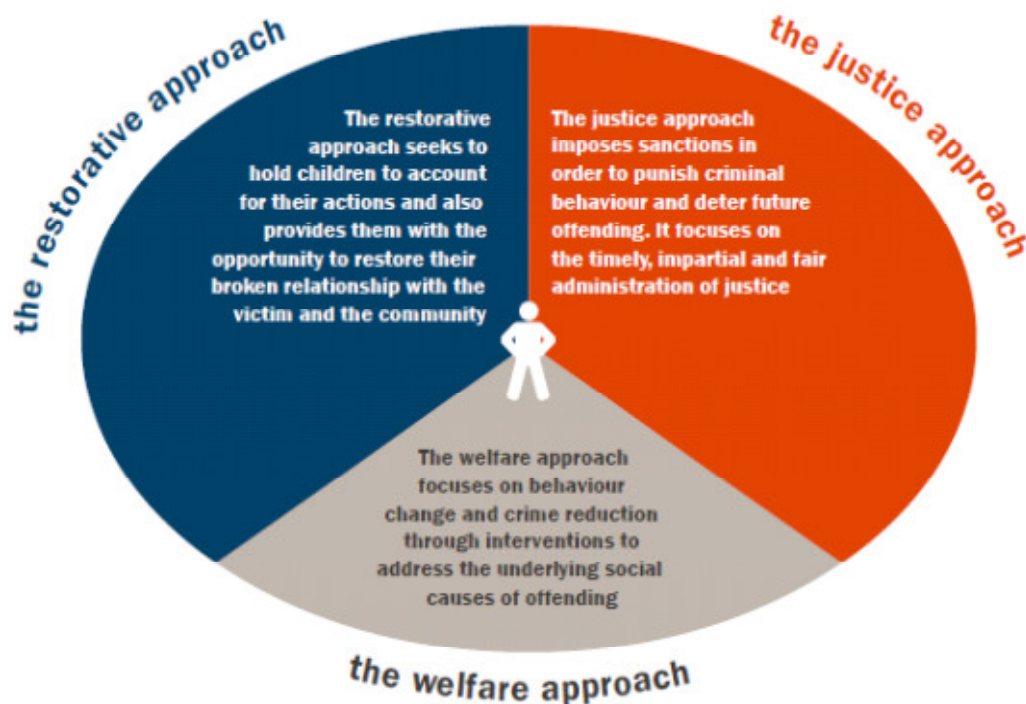 the restorative approach
The restorative
approach seeks to
hold children to account
for their actions and also
provides them with the
opportunity to restore their
broken relationship with the
victim and the community
the justice approach
The justice approach
imposes sanctions in
order to punish criminal
behaviour and deter future
offending. It focuses on
the timely, impartial and fair
administration of justice
The welfare approach
focuses on behaviour
change and crime reduction
through interventions to
address the underlying social
causes of offending
the welfare approach